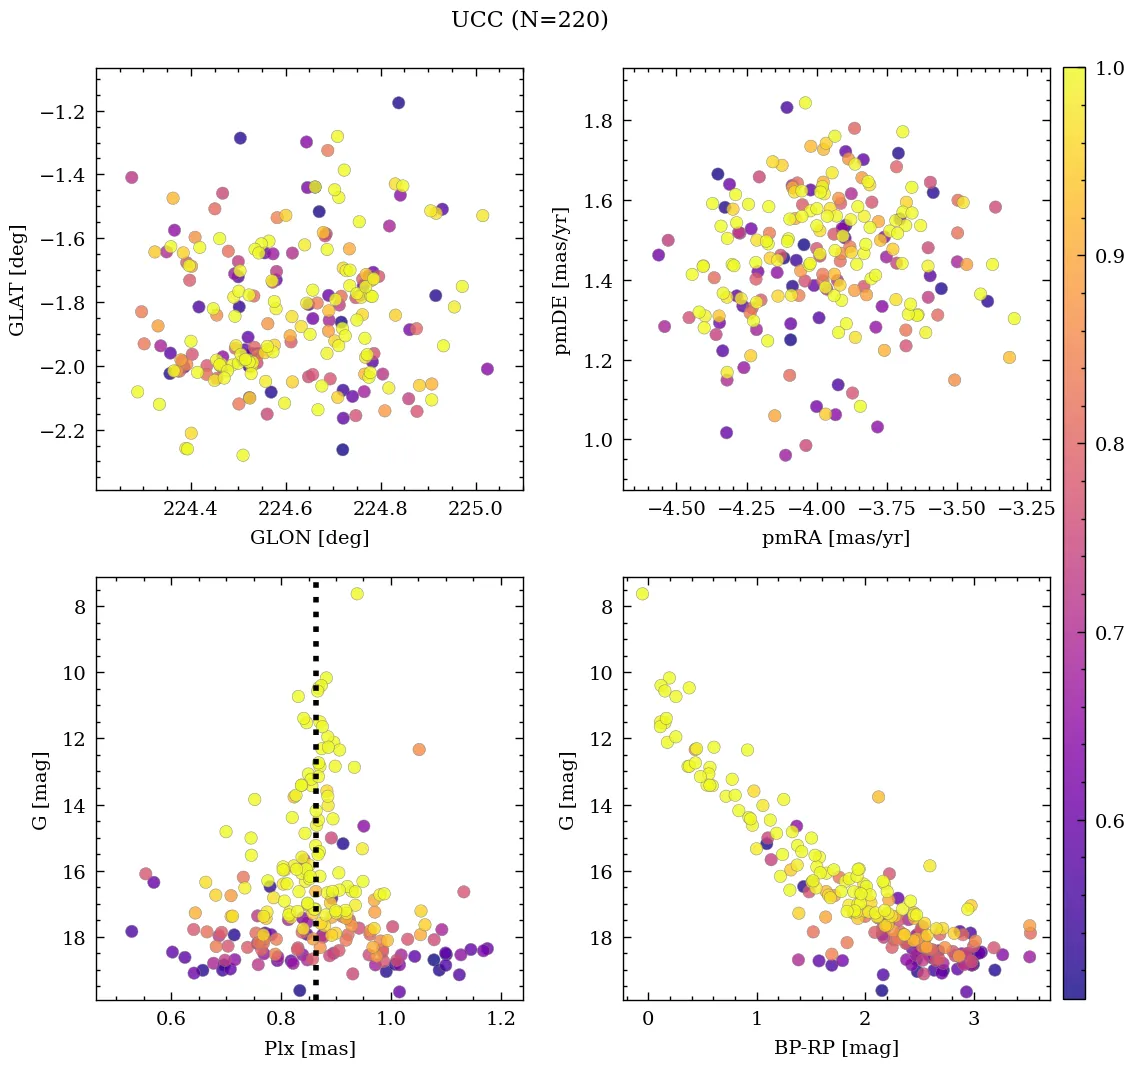 UCC (N=220)
−1.2
−1.4
−1.6
−1.8
−2.0
−2.2
GLAT [deg]
224.4 224.6 224.8 225.0
GLON [deg]
1.8
1.6
1.4
1.2
1.0
pmDE [mas/yr]
−4.50 −4.25 −4.00 −3.75 −3.50 −3.25
pmRA [mas/yr]
1.0
0.9
0.8
0.7
0.6
8
10
12
14
16
18
G [mag]
0.6 0.8 1.0 1.2
Plx [mas]
8
10
12
14
16
18
G [mag]
0 1 2 3
BP-RP [mag]